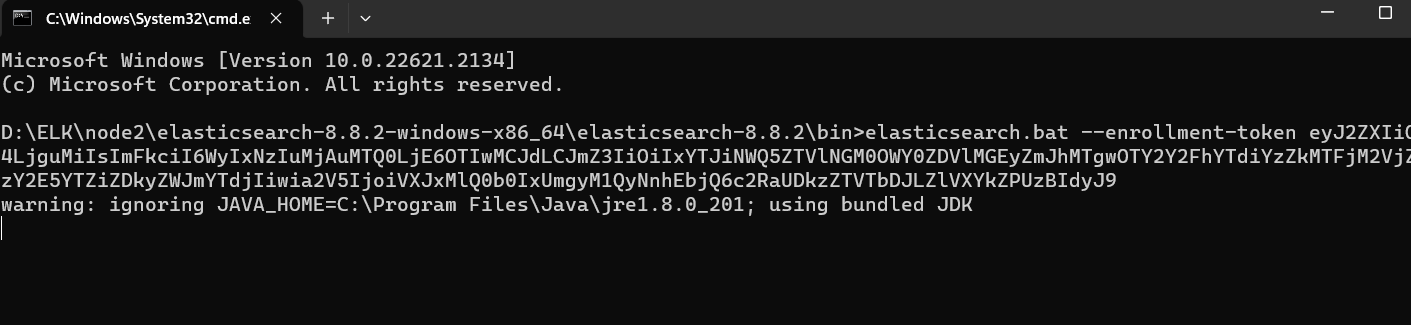 C:\Windows\System32\cmd.e
Microsoft Windows [Version 10.0.22621.2134]
(c) Microsoft Corporation. All rights reserved.
D:\ELK\node2\elasticsearch-8.8.2-windows-x86_64\elasticsearch-8.8.2\bin>elasticsearch.bat --enrollment-token eyJ2ZXIiO
4LjguMiIsImFkciI6WyIxNzIuMjAuMTQ0LjE6OTIwMCJdLCJmZ3IiOiIxYTJiNWQ5ZTVlNGM0OWY0ZDVlMGEyZmJhMTgwOTY2Y2FhYTdiYzZkMTFjM2VjZ
zY2E5YTZiZDkyZWJmYTdjIiwia2V5IjoiVXJxMlQ0b0IxUmgyM1QyNnhEbjQ6c2RaUDkzZTVTbDJLZlVXYkZPUzBIdyJ9
warning: ignoring JAVA_HOME=C:\Program Files\Java\jre1.8.0_201; using bundled JDK